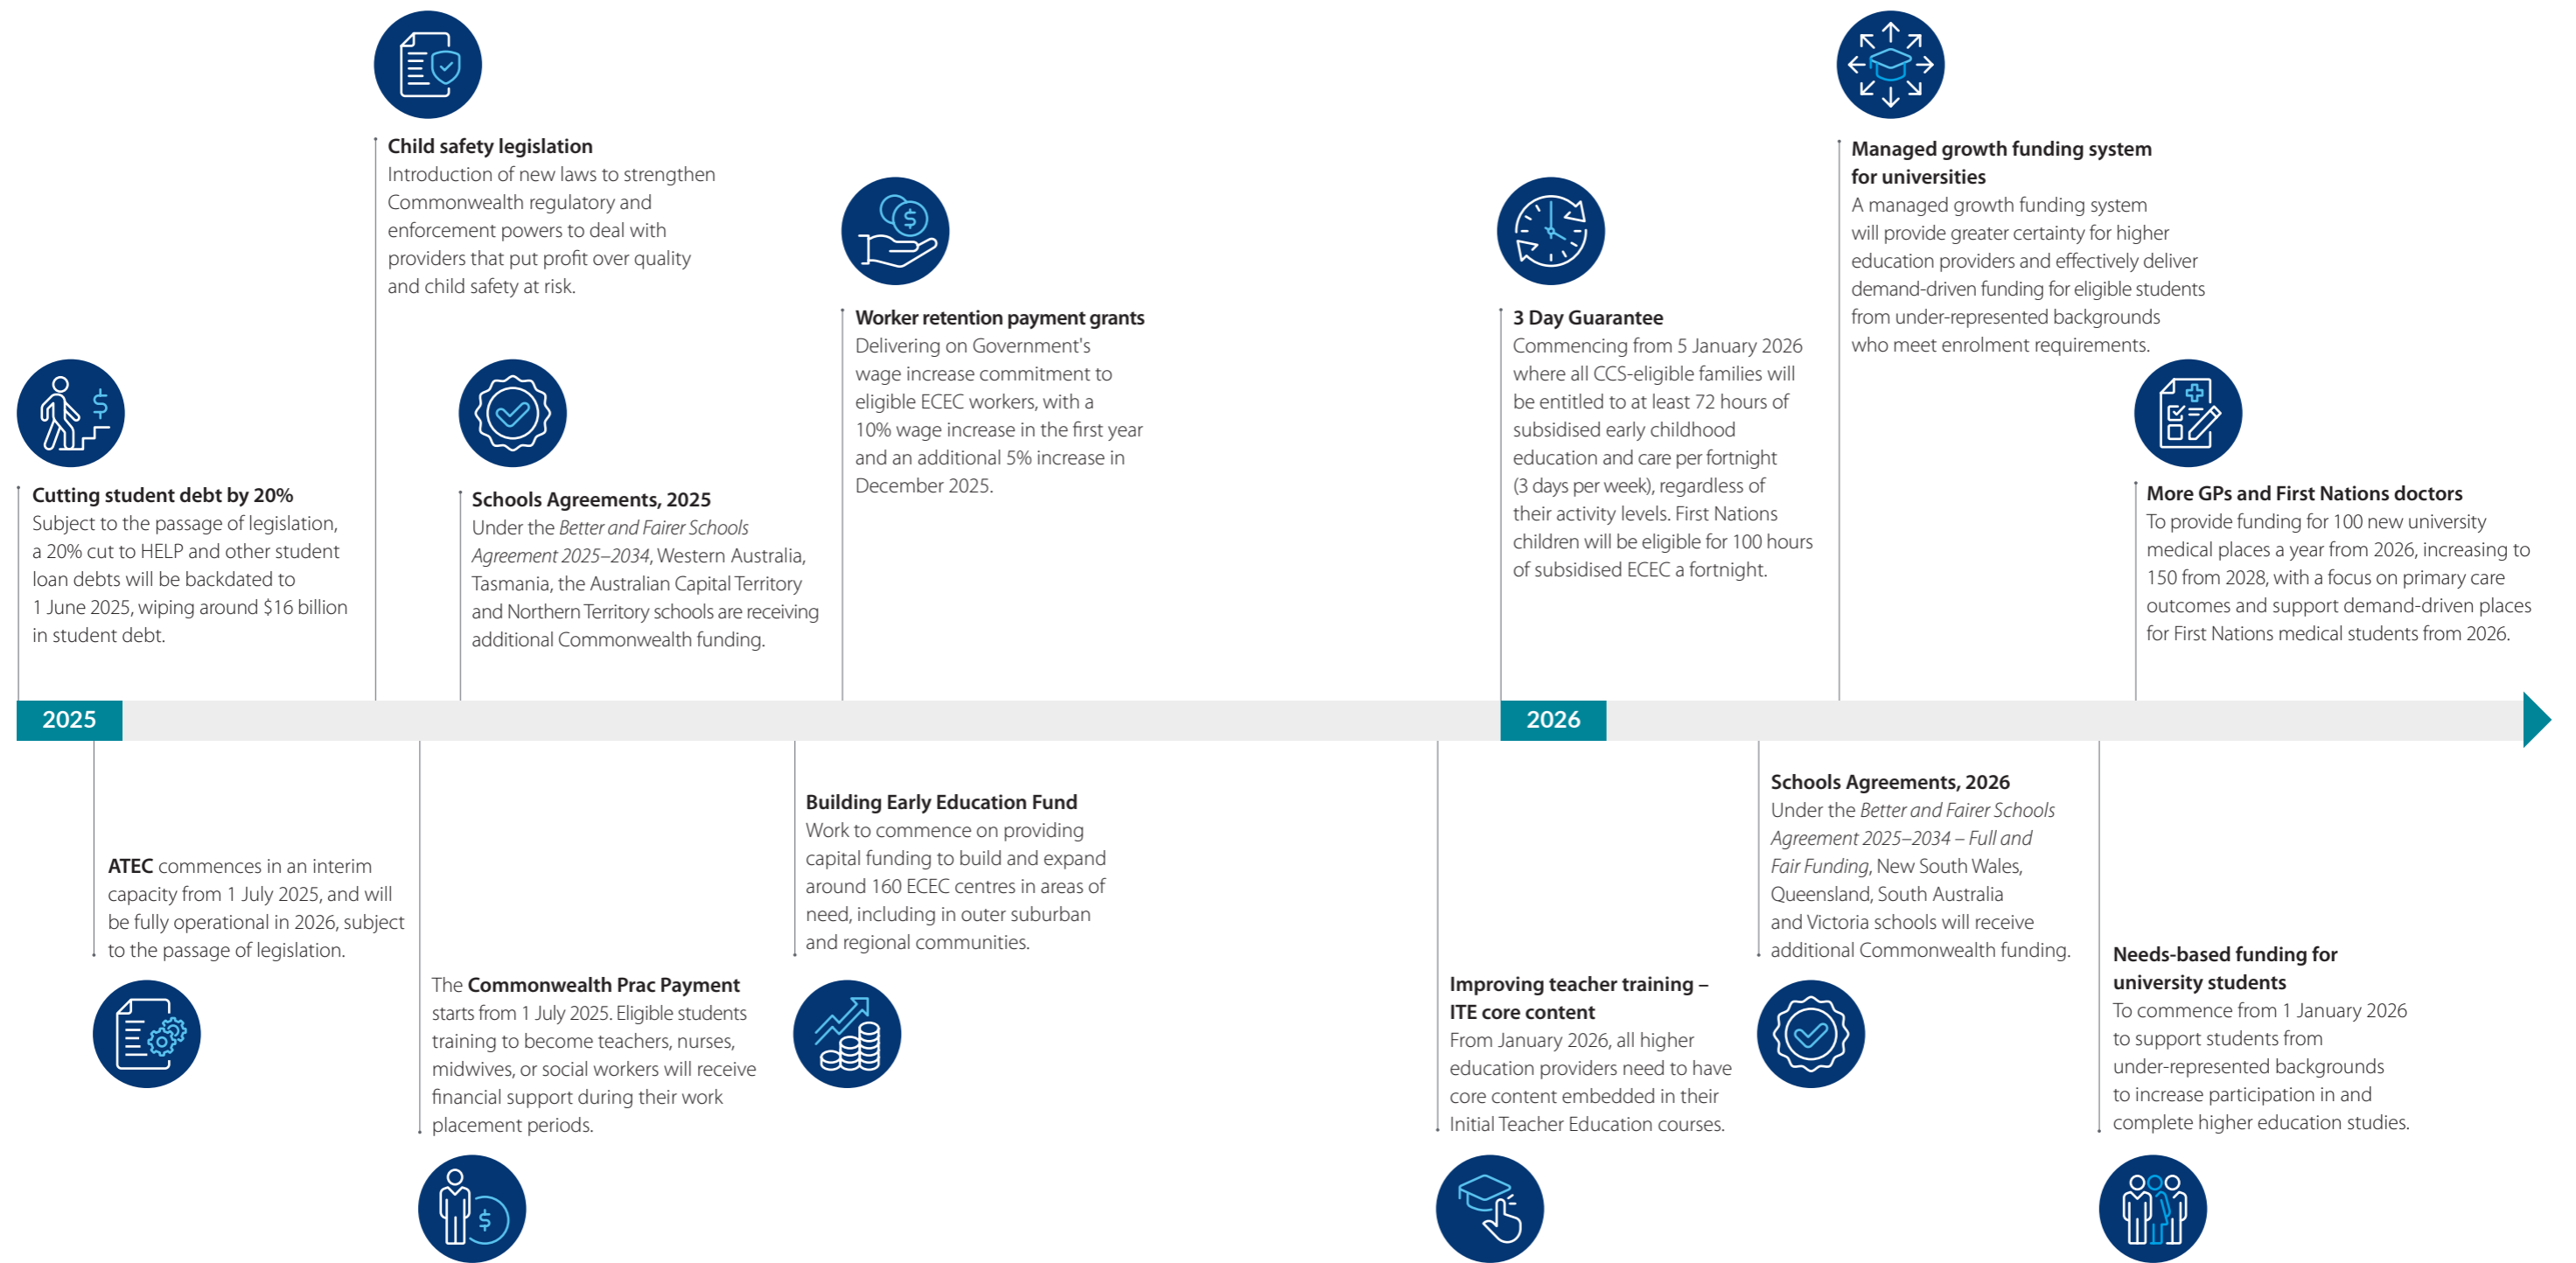 Child safety legislation
Introduction of new laws to strengthen
Commonwealth regulatory and
enforcement powers to deal with
providers that put profit over quality
and child safety at risk.
Managed growth funding system
for universities
A managed growth funding system
will provide greater certainty for higher
education providers and effectively deliver
demand-driven funding for eligible students
from under-represented backgrounds
who meet enrolment requirements.
Worker retention payment grants
Delivering on Government's
wage increase commitment to
eligible ECEC workers, with a
10% wage increase in the first year
and an additional 5% increase in
December 2025.
3 Day Guarantee
Commencing from 5 January 2026
where all CCS-eligible families will
be entitled to at least 72 hours of
subsidised early childhood
education and care per fortnight
(3 days per week), regardless of
their activity levels. First Nations
children will be eligible for 100 hours
of subsidised ECEC a fortnight.
Cutting student debt by 20%
Subject to the passage of legislation,
a 20% cut to HELP and other student
loan debts will be backdated to
1 June 2025, wiping around $16 billion
in student debt.
Schools Agreements, 2025
Under the Better and Fairer Schools
Agreement 2025–2034, Western Australia,
Tasmania, the Australian Capital Territory
and Northern Territory schools are receiving
additional Commonwealth funding.
More GPs and First Nations doctors
To provide funding for 100 new university
medical places a year from 2026, increasing to
150 from 2028, with a focus on primary care
outcomes and support demand-driven places
for First Nations medical students from 2026.
2025
2026
ATEC commences in an interim
capacity from 1 July 2025, and will
be fully operational in 2026, subject
to the passage of legislation.
The Commonwealth Prac Payment
starts from 1 July 2025. Eligible students
training to become teachers, nurses,
midwives, or social workers will receive
financial support during their work
placement periods.
Building Early Education Fund
Work to commence on providing
capital funding to build and expand
around 160 ECEC centres in areas of
need, including in outer suburban
and regional communities.
Improving teacher training –
ITE core content
From January 2026, all higher
education providers need to have
core content embedded in their
Initial Teacher Education courses.
Schools Agreements, 2026
Under the Better and Fairer Schools
Agreement 2025–2034 – Full and
Fair Funding, New South Wales,
Queensland, South Australia
and Victoria schools will receive
additional Commonwealth funding.
Needs-based funding for
university students
To commence from 1 January 2026
to support students from
under-represented backgrounds
to increase participation in and
complete higher education studies.